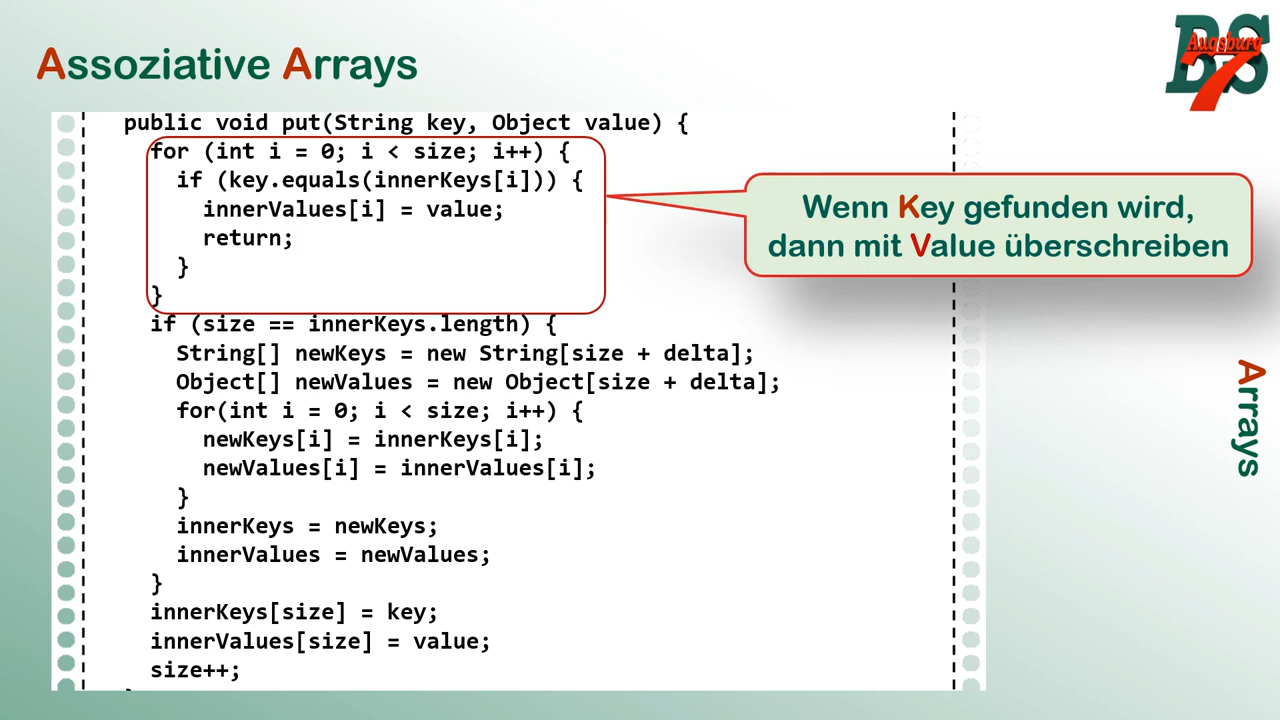 Assoziative Arrays
BS
Augsburg
7
public void put(String key, Object value) {
for (int i = 0; i < size; i++) {
if (key.equals(innerKeys[i])) {
innerValues[i] = value;
return;
}
}
Wenn Key gefunden wird,
dann mit Value überschreiben
if (size == innerKeys.length) {
String[] newKeys = new String[size + delta];
Object[] newValues = new Object[size + delta];
for(int i = 0; i < size; i++) {
newKeys[i] = innerKeys[i];
newValues[i] = innerValues[i];
}
innerKeys = newKeys;
innerValues = newValues;
}
innerKeys[size] = key;
innerValues[size] = value;
size++;
Arrays